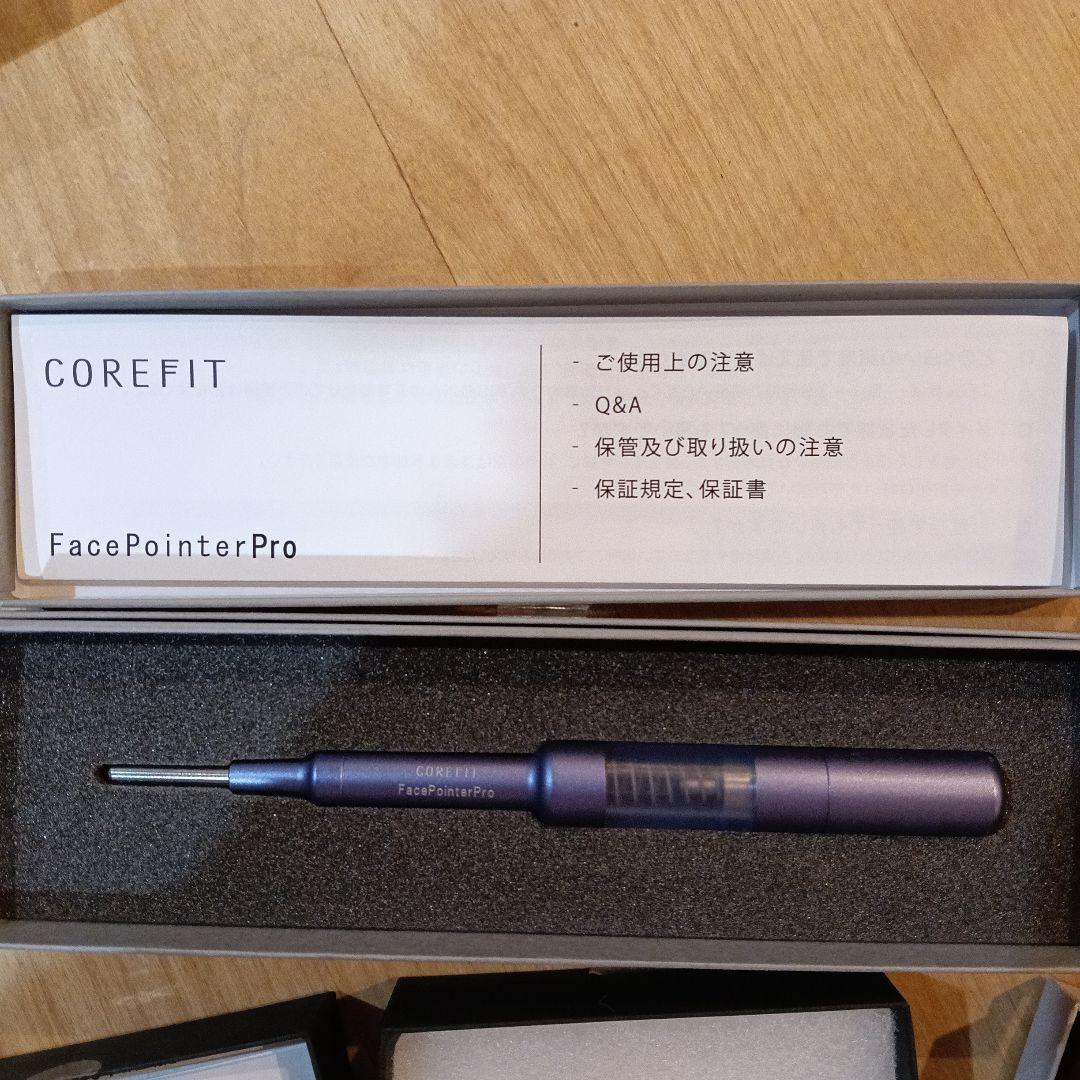 COREFIT
FacePointerPro
- ご使用上の注意
- Q&A
- 保管及び取り扱いの注意
- 保証規定、保証書
COREFIT
FacePointerPro